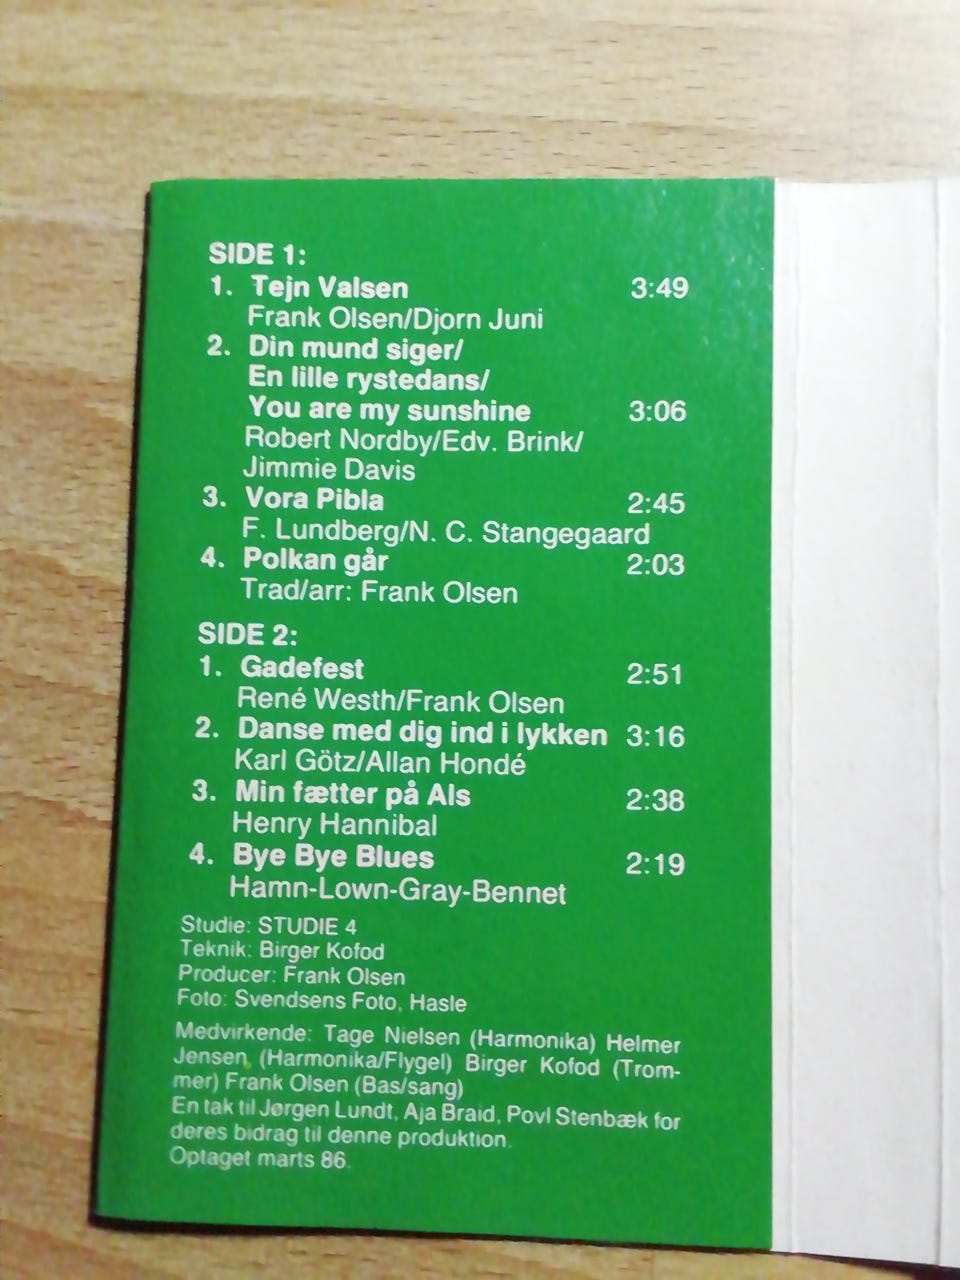 SIDE 1:
1. Tejn Valsen 3:49
Frank Olsen/Djorn Juni
2. Din mund siger/
En lille rystedans/
You are my sunshine 3:06
Robert Nordby/Edv. Brink/
Jimmie Davis
3. Vora Pibla 2:45
F. Lundberg/N. C. Stangegaard
4. Polkan går 2:03
Trad/arr: Frank Olsen
SIDE 2:
1. Gadefest 2:51
René Westh/Frank Olsen
2. Danse med dig ind i lykken 3:16
Karl Götz/Allan Hondé
3. Min fætter på Als 2:38
Henry Hannibal
4. Bye Bye Blues 2:19
Hamn-Lown-Gray-Bennet
Studie: STUDIE 4
Teknik: Birger Kofod
Producer: Frank Olsen
Foto: Svendsens Foto, Hasle
Medvirkende: Tage Nielsen (Harmonika) Helmer
Jensen (Harmonika/Flygel) Birger Kofod (Trom-
mer) Frank Olsen (Bas/sang)
En tak til Jørgen Lundt, Aja Braid, Povl Stenbæk for
deres bidrag til denne produktion.
Optaget marts 86.